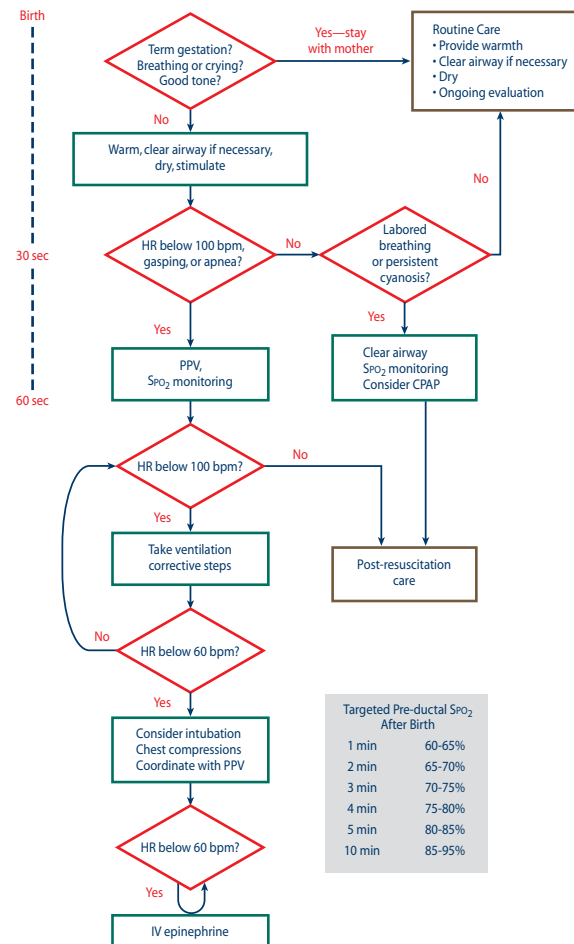 Birth
Term gestation?
Breathing or crying?
Good tone?
Yes—stay
with mother
Routine Care
• Provide warmth
• Clear airway if necessary
• Dry
• Ongoing evaluation
No
Warm, clear airway if necessary,
dry, stimulate
No
30 sec
HR below 100 bpm,
gasping, or apnea?
No
Labored
breathing
or persistent
cyanosis?
Yes
Yes
PPV,
SPO₂ monitoring
Clear airway
SPO₂ monitoring
Consider CPAP
60 sec
HR below 100 bpm?
No
Yes
Take ventilation
corrective steps
Post-resuscitation
care
No
HR below 60 bpm?
Yes
Consider intubation
Chest compressions
Coordinate with PPV
Targeted Pre-ductal SPO₂
After Birth
1 min 60-65%
2 min 65-70%
3 min 70-75%
4 min 75-80%
5 min 80-85%
10 min 85-95%
HR below 60 bpm?
Yes
IV epinephrine